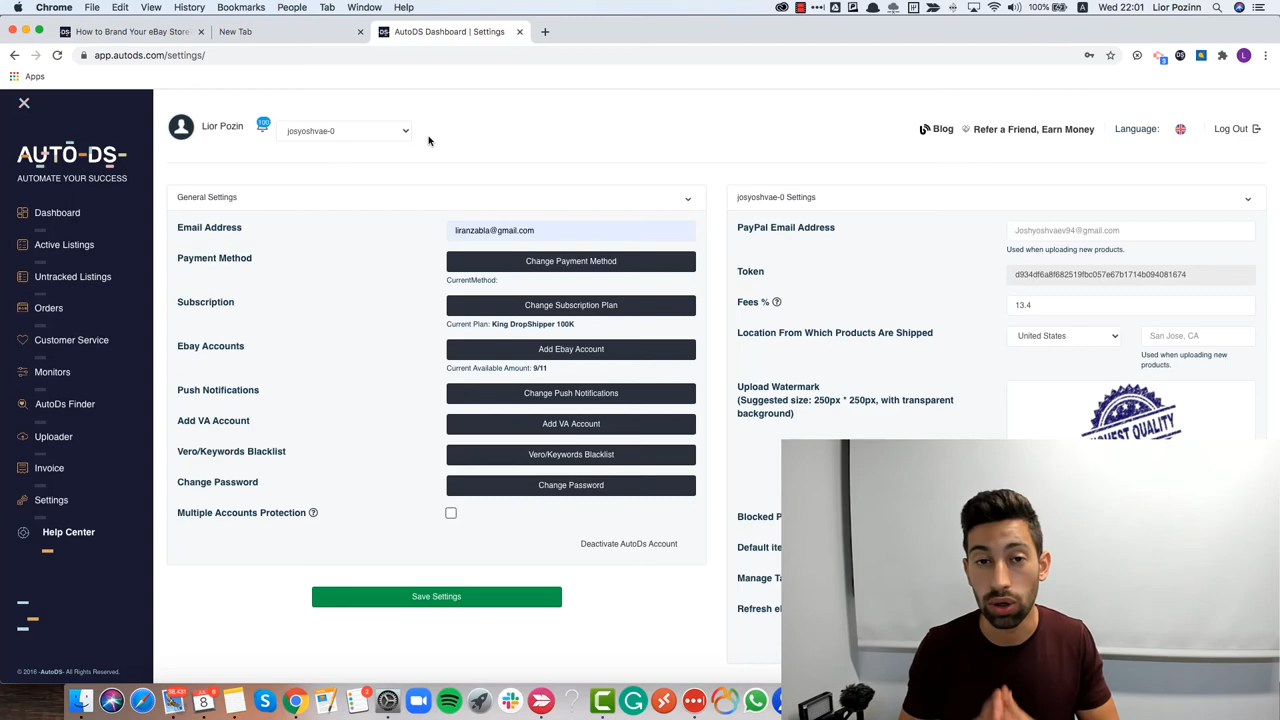 Chrome File Edit View History Bookmarks People Tab Window Help 100% Wed 22:01 Lior Pozinn
How to Brand Your eBay Store New Tab AutoDS Dashboard | Settings
app.autods.com/settings/
Apps
Lior Pozin 100 josyoshvae-0 Blog Refer a Friend, Earn Money Language: Log Out
AUTO-DS-
AUTOMATE YOUR SUCCESS
Dashboard
Active Listings
Untracked Listings
Orders
Customer Service
Monitors
AutoDs Finder
Uploader
Invoice
Settings
Help Center
© 2016 -AutoDS- All Rights Reserved.
General Settings
Email Address liranzabla@gmail.com
Payment Method Change Payment Method
CurrentMethod:
Subscription Change Subscription Plan
Current Plan: King DropShipper 100K
Ebay Accounts Add Ebay Account
Current Available Amount: 9/11
Push Notifications Change Push Notifications
Add VA Account Add VA Account
Vero/Keywords Blacklist Vero/Keywords Blacklist
Change Password Change Password
Multiple Accounts Protection
Deactivate AutoDs Account
Save Settings
josyoshvae-0 Settings
PayPal Email Address Joshyoshvaev94@gmail.com
Used when uploading new products.
Token d934df6a8f682519fbc057e67b1714b094081674
Fees % 13.4
Location From Which Products Are Shipped United States San Jose, CA
Used when uploading new
products.
Upload Watermark
(Suggested size: 250px * 250px, with transparent
background)
HIGHEST QUALITY
Blocked P
Default ite
Manage Ta
Refresh e
38,431 8 2